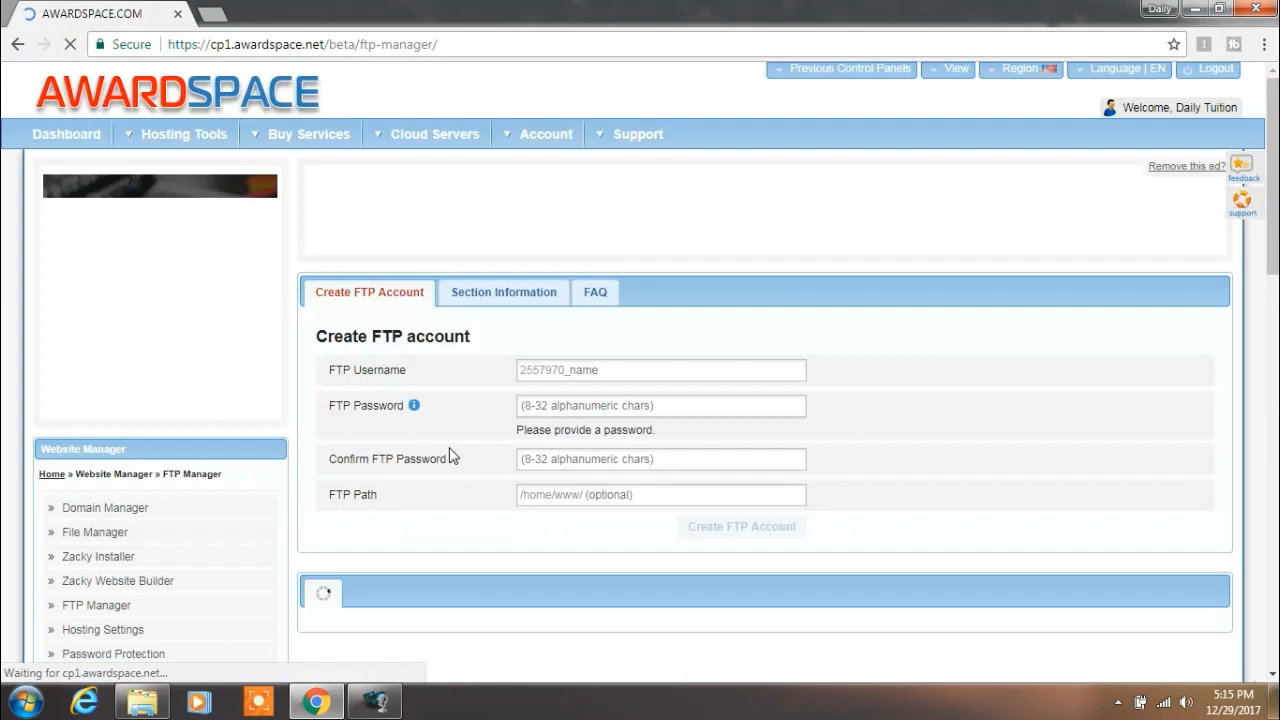 AWARDSPACE.COM
Daily
Secure
https://cp1.awardspace.net/beta/ftp-manager/
AWARDSPACE
Previous Control Panels
View
Region
Language | EN
Logout
Welcome, Daily Tuition
Dashboard
Hosting Tools
Buy Services
Cloud Servers
Account
Support
Remove this ad?
feedback
support
Create FTP Account
Section Information
FAQ
Create FTP account
FTP Username
2557970_name
FTP Password
(8-32 alphanumeric chars)
Please provide a password.
Confirm FTP Password
(8-32 alphanumeric chars)
FTP Path
/home/www/ (optional)
Create FTP Account
Website Manager
Home » Website Manager » FTP Manager
» Domain Manager
» File Manager
» Zacky Installer
» Zacky Website Builder
» FTP Manager
» Hosting Settings
» Password Protection
Waiting for cp1.awardspace.net...
5:15 PM
12/29/2017